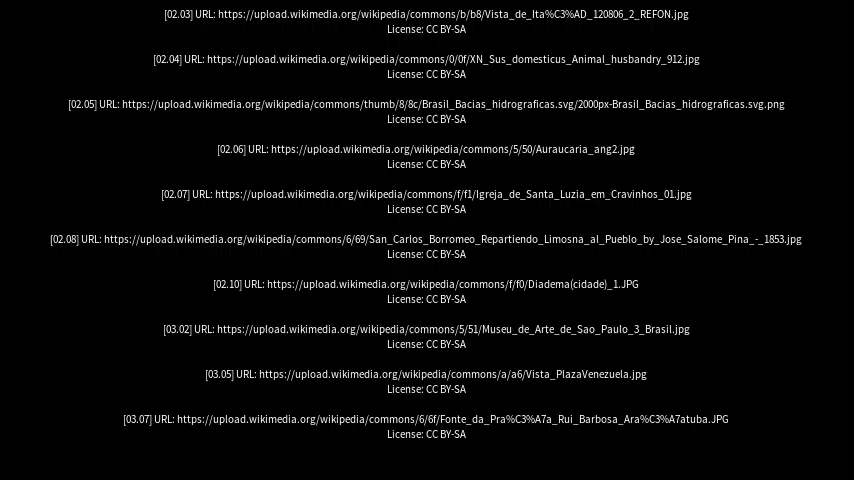 [02.03] URL: https://upload.wikimedia.org/wikipedia/commons/b/b8/Vista_de_Ita%C3%AD_120806_2_REFON.jpg
License: CC BY-SA
[02.04] URL: https://upload.wikimedia.org/wikipedia/commons/0/0f/XN_Sus_domesticus_Animal_husbandry_912.jpg
License: CC BY-SA
[02.05] URL: https://upload.wikimedia.org/wikipedia/commons/thumb/8/8c/Brasil_Bacias_hidrograficas.svg/2000px-Brasil_Bacias_hidrograficas.svg.png
License: CC BY-SA
[02.06] URL: https://upload.wikimedia.org/wikipedia/commons/5/50/Auraucaria_ang2.jpg
License: CC BY-SA
[02.07] URL: https://upload.wikimedia.org/wikipedia/commons/f/f1/Igreja_de_Santa_Luzia_em_Cravinhos_01.jpg
License: CC BY-SA
[02.08] URL: https://upload.wikimedia.org/wikipedia/commons/6/69/San_Carlos_Borromeo_Repartiendo_Limosna_al_Pueblo_by_Jose_Salome_Pina_-_1853.jpg
License: CC BY-SA
[02.10] URL: https://upload.wikimedia.org/wikipedia/commons/f/f0/Diadema(cidade)_1.JPG
License: CC BY-SA
[03.02] URL: https://upload.wikimedia.org/wikipedia/commons/5/51/Museu_de_Arte_de_Sao_Paulo_3_Brasil.jpg
License: CC BY-SA
[03.05] URL: https://upload.wikimedia.org/wikipedia/commons/a/a6/Vista_PlazaVenezuela.jpg
License: CC BY-SA
[03.07] URL: https://upload.wikimedia.org/wikipedia/commons/6/6f/Fonte_da_Pra%C3%A7a_Rui_Barbosa_Ara%C3%A7atuba.JPG
License: CC BY-SA